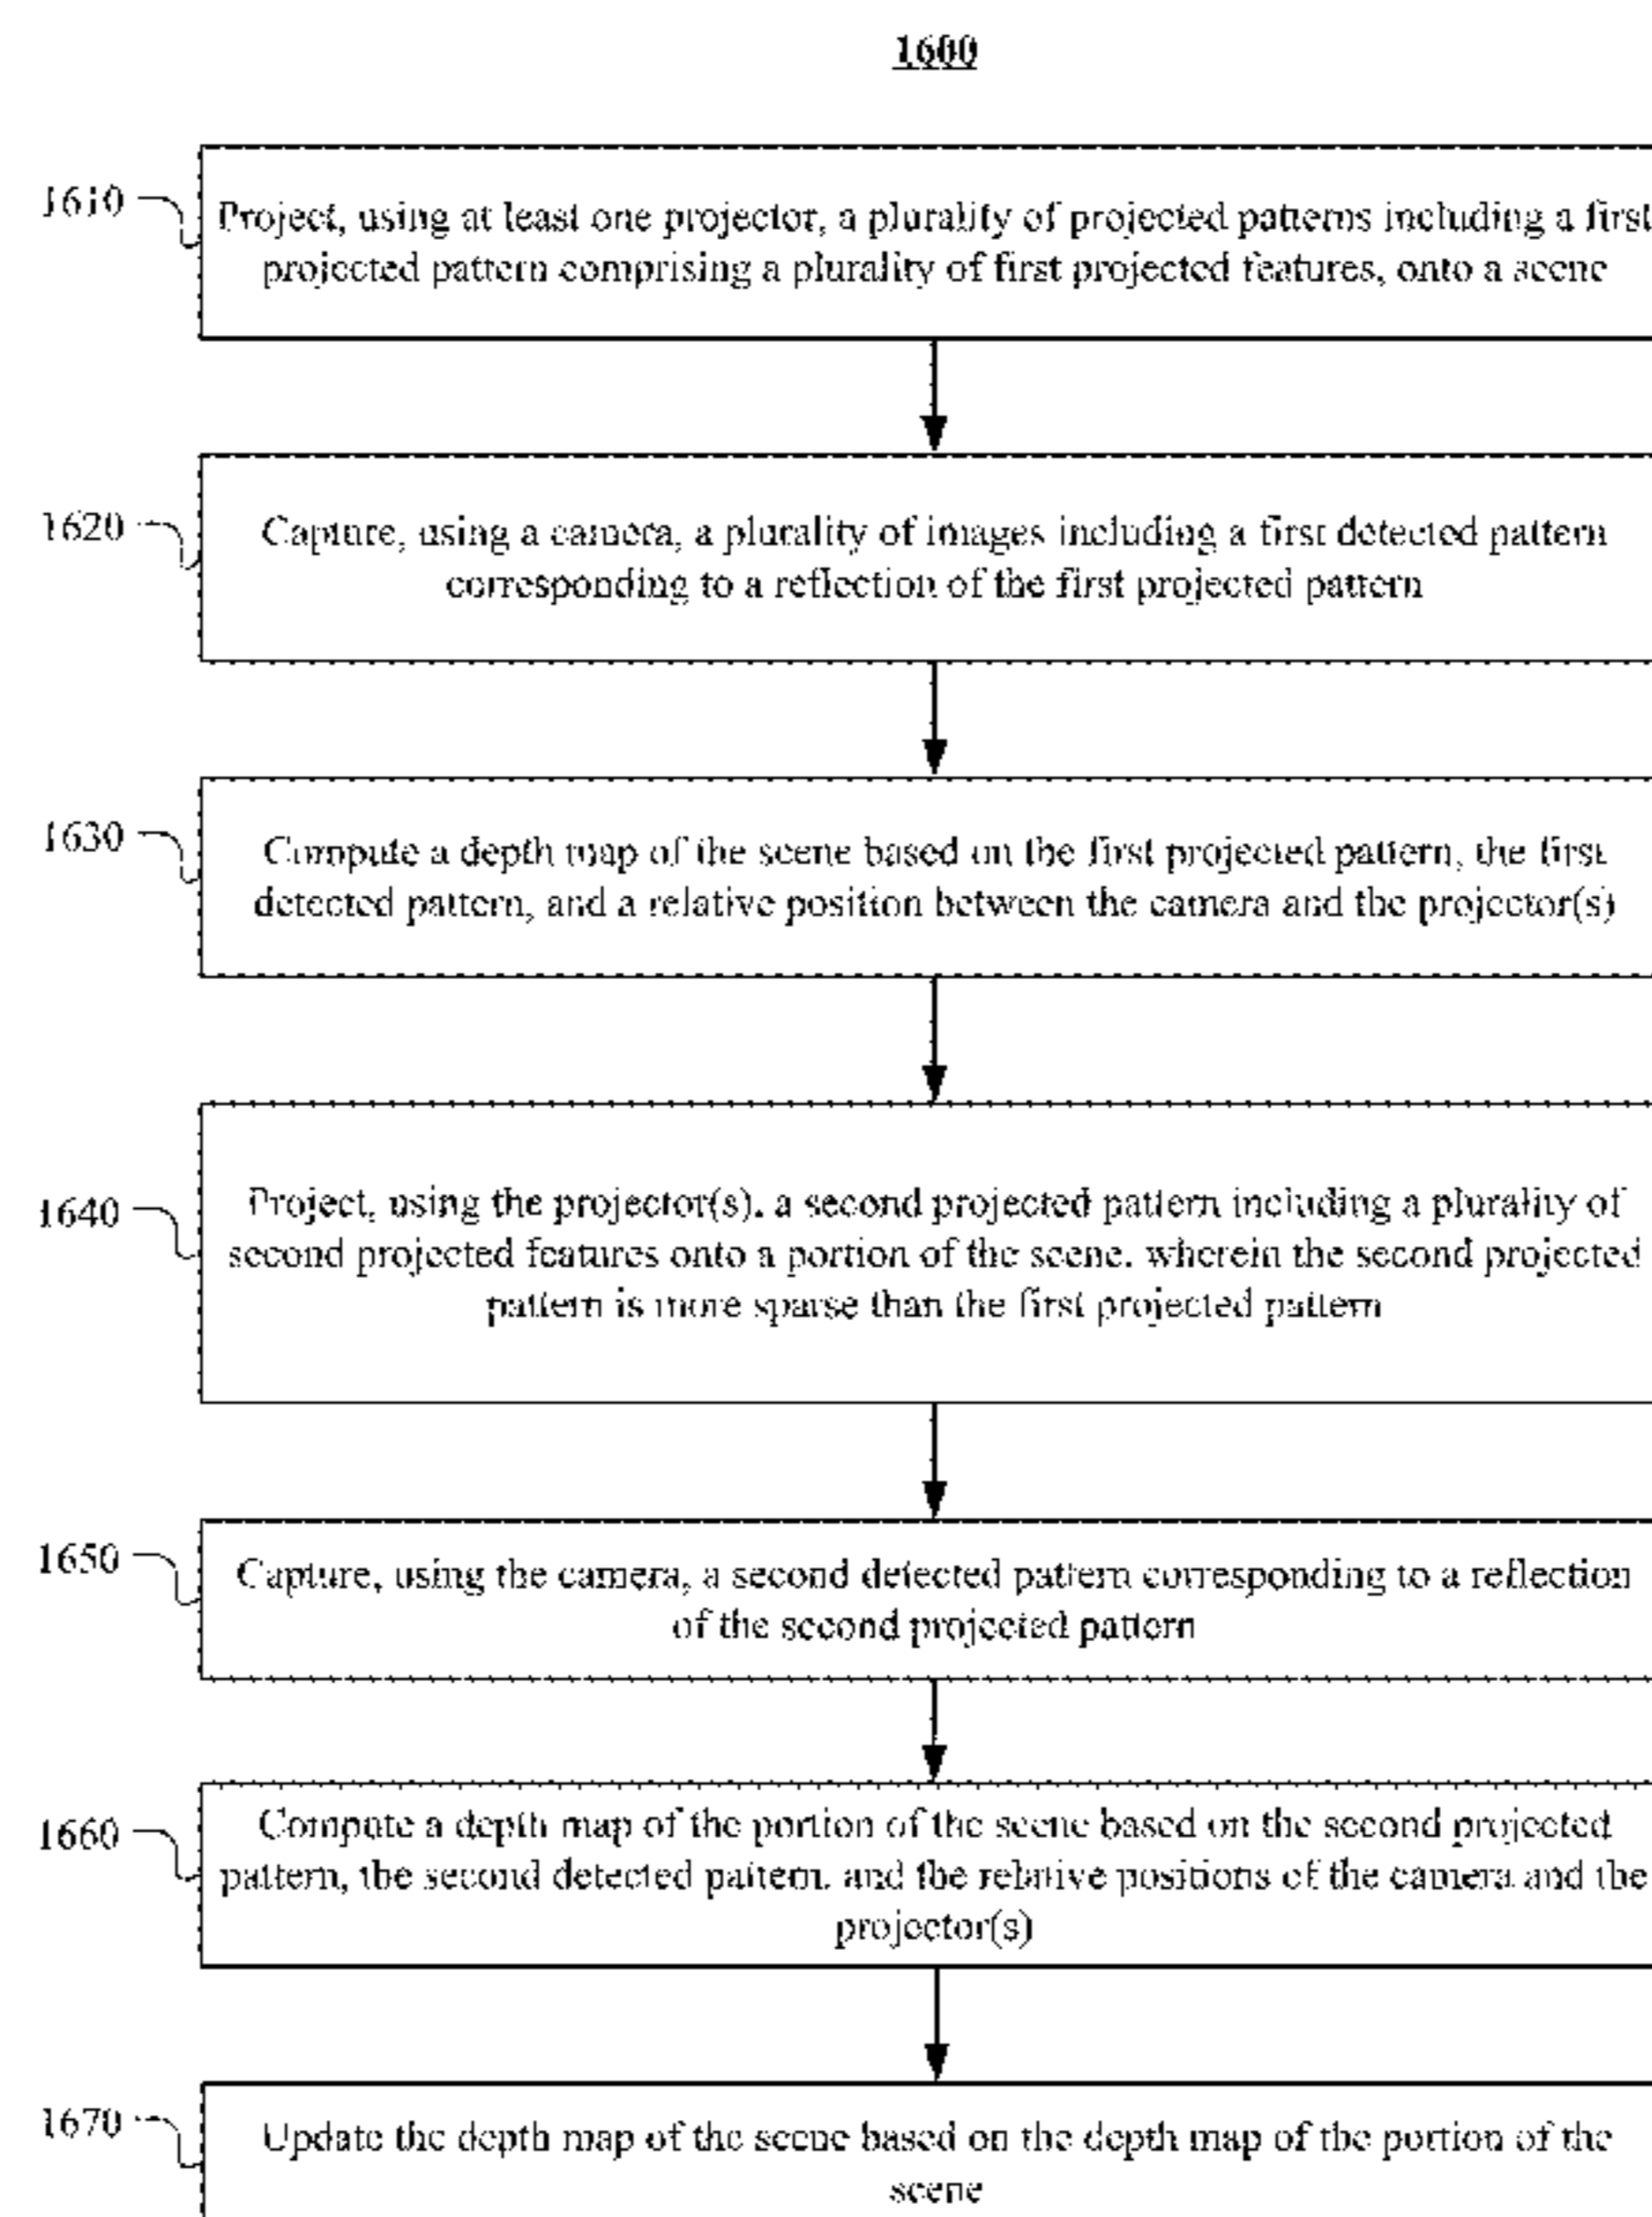 1600
1610
Project, using at least one projector, a plurality of projected patterns including a first
projected pattern comprising a plurality of first projected features, onto a scene
1620
Capture, using a camera, a plurality of images including a first detected pattern
corresponding to a reflection of the first projected pattern
1630
Compute a depth map of the scene based on the first projected pattern, the first
detected pattern, and a relative position between the camera and the projector(s)
1640
Project, using the projector(s), a second projected pattern including a plurality of
second projected features onto a portion of the scene, wherein the second projected
pattern is more sparse than the first projected pattern
1650
Capture, using the camera, a second detected pattern corresponding to a reflection
of the second projected pattern
1660
Compute a depth map of the portion of the scene based on the second projected
pattern, the second detected pattern, and the relative positions of the camera and the
projector(s)
1670
Update the depth map of the scene based on the depth map of the portion of the
scene